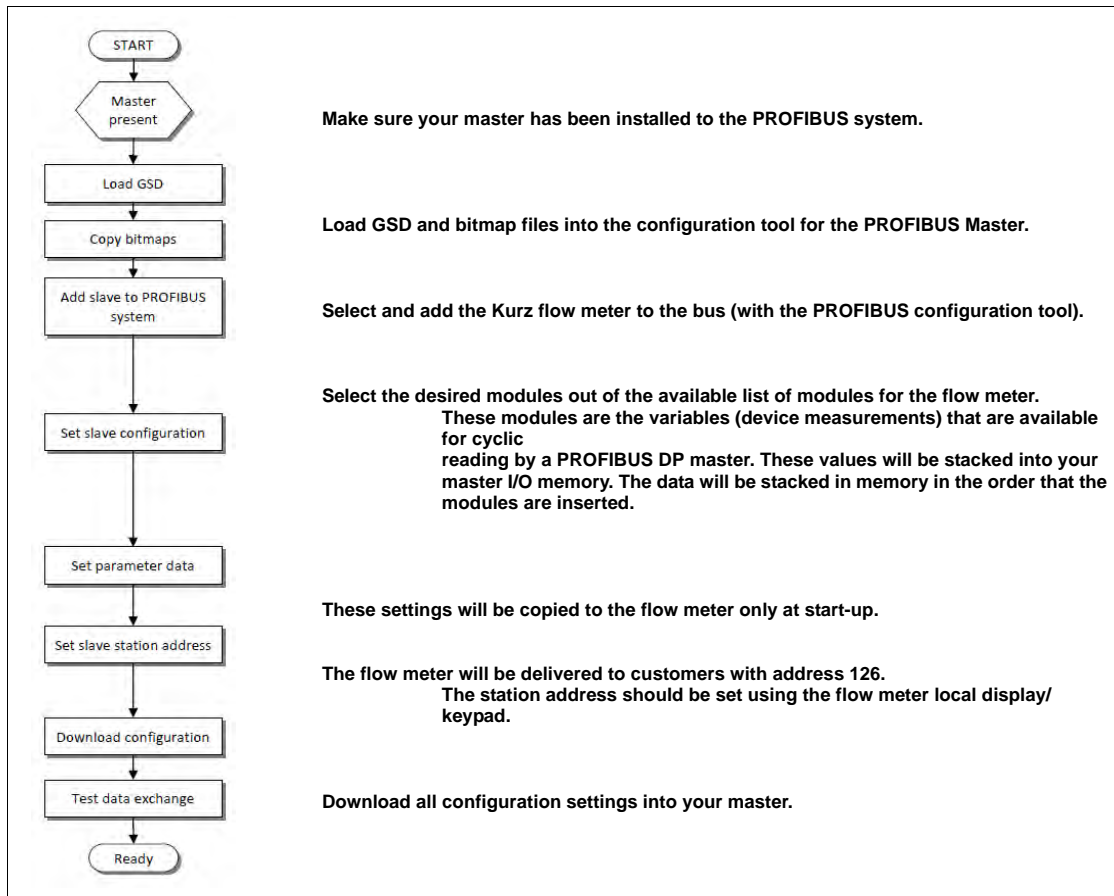 START
Master
present
Make sure your master has been installed to the PROFIBUS system.
Load GSD
Load GSD and bitmap files into the configuration tool for the PROFIBUS Master.
Copy bitmaps
Add slave to PROFIBUS
system
Select and add the Kurz flow meter to the bus (with the PROFIBUS configuration tool).
Select the desired modules out of the available list of modules for the flow meter.
These modules are the variables (device measurements) that are available
for cyclic
reading by a PROFIBUS DP master. These values will be stacked into your
master I/O memory. The data will be stacked in memory in the order that the
modules are inserted.
Set slave configuration
Set parameter data
These settings will be copied to the flow meter only at start-up.
Set slave station address
The flow meter will be delivered to customers with address 126.
The station address should be set using the flow meter local display/
keypad.
Download configuration
Test data exchange
Download all configuration settings into your master.
Ready